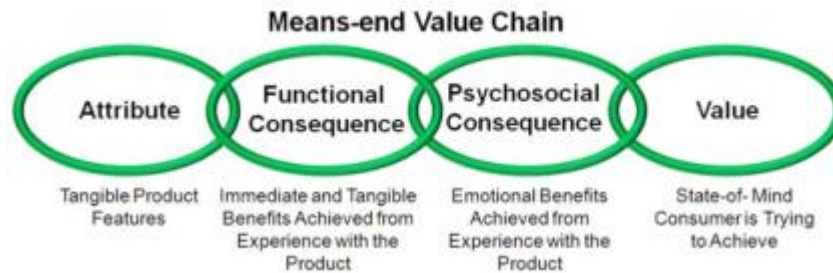 Means-end Value Chain
Attribute
Functional
Consequence
Psychosocial
Consequence
Value
Tangible Product
Features
Immediate and Tangible
Benefits Achieved from
Experience with the
Product
Emotional Benefits
Achieved from
Experience with the
Product
State-of- Mind
Consumer is Trying
to Achieve